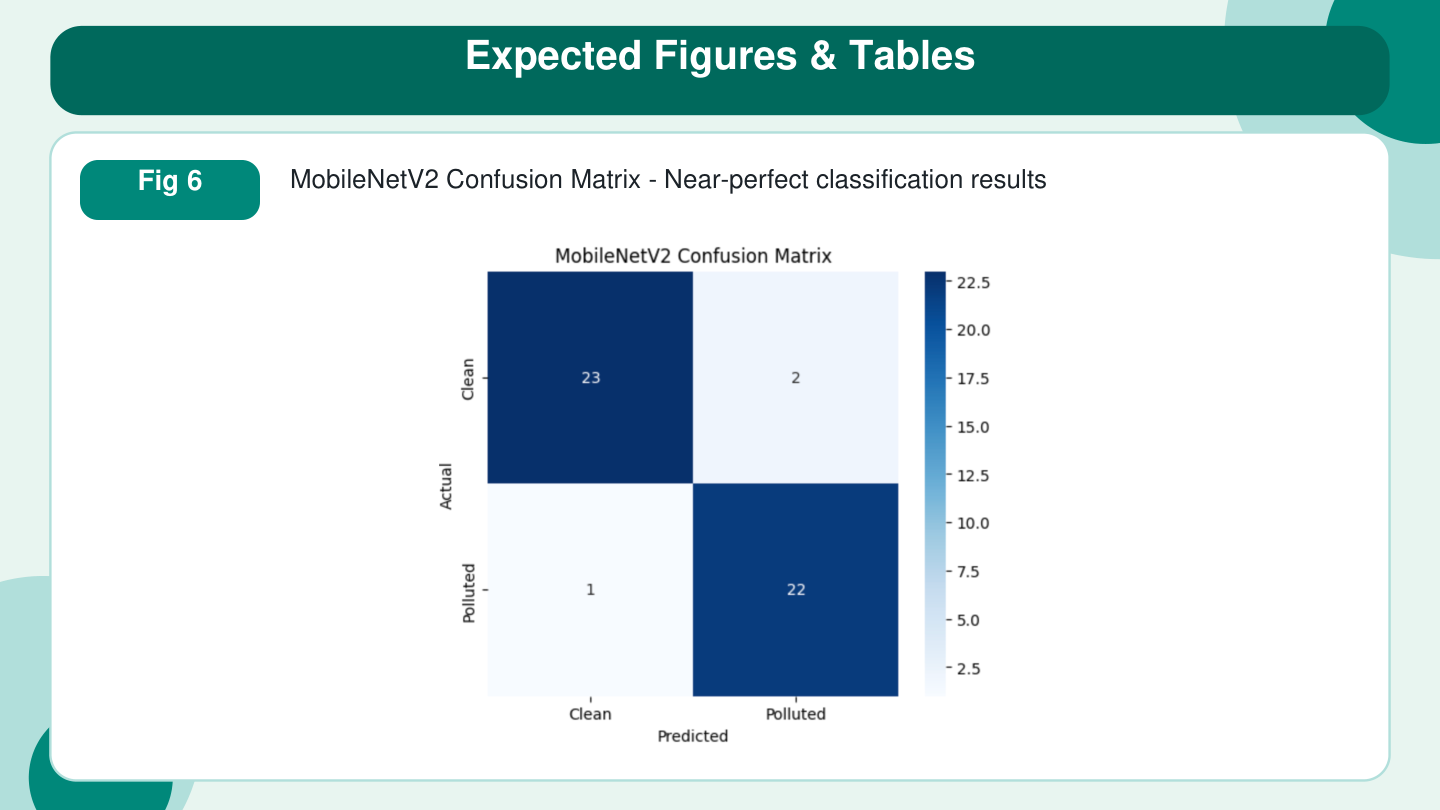 Expected Figures & Tables
Fig 6
MobileNetV2 Confusion Matrix - Near-perfect classification results
MobileNetV2 Confusion Matrix
Clean
Polluted
Actual
23
2
1
22
Clean
Polluted
Predicted
22.5
20.0
17.5
15.0
12.5
10.0
7.5
5.0
2.5